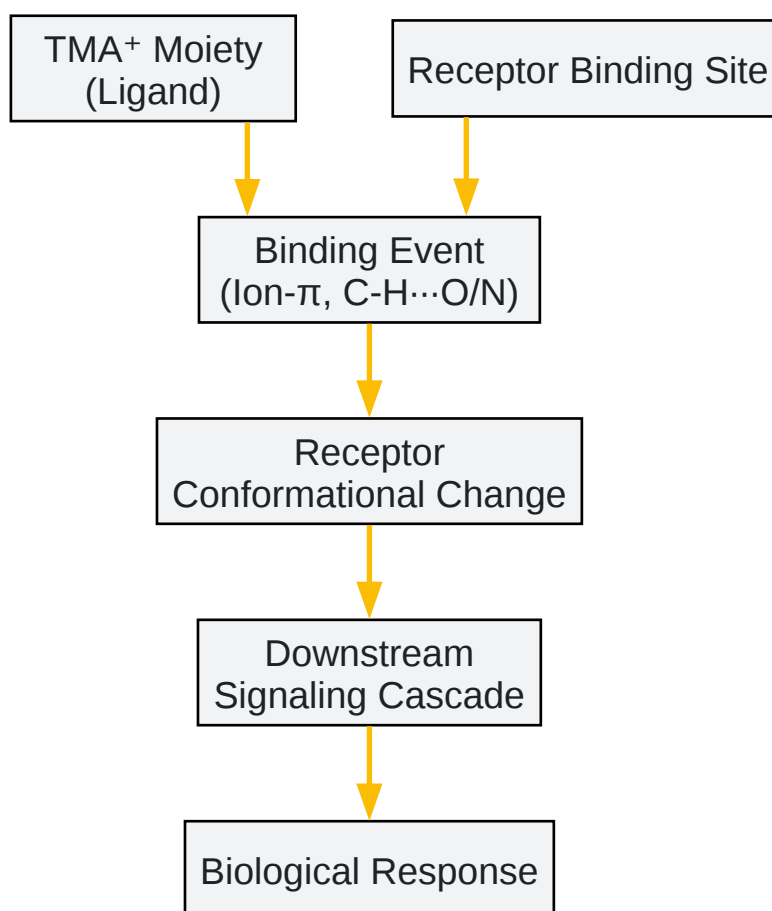 TMA⁺ Moiety
(Ligand)
Receptor Binding Site
Binding Event
(Ion-π, C-H···O/N)
Receptor
Conformational Change
Downstream
Signaling Cascade
Biological Response